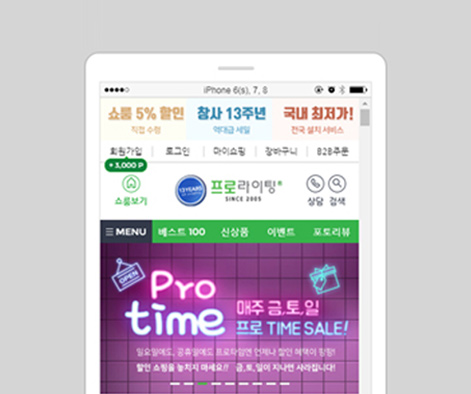 iPhone 6(s), 7, 8
쇼룸 5% 할인 창사 13주년 국내 최저가!
직접 수령 역대급 세일 전국 설치 서비스
회원가입 로그인 마이쇼핑 장바구니 B2B주문
+3,000 P
쇼룸보기
13YEARS
프로라이팅
SINCE 2005
상담 검색
MENU 베스트 100 신상품 이벤트 포토리뷰
OPEN
Pro
time
매주 금,토,일
프로 TIME SALE!
일요일에도, 공휴일에도 프로타임엔 언제나 할인 혜택이 팡팡!
할인 쇼핑을 놓치지 마세요!! 금,토,일이 지나면 사라집니다!